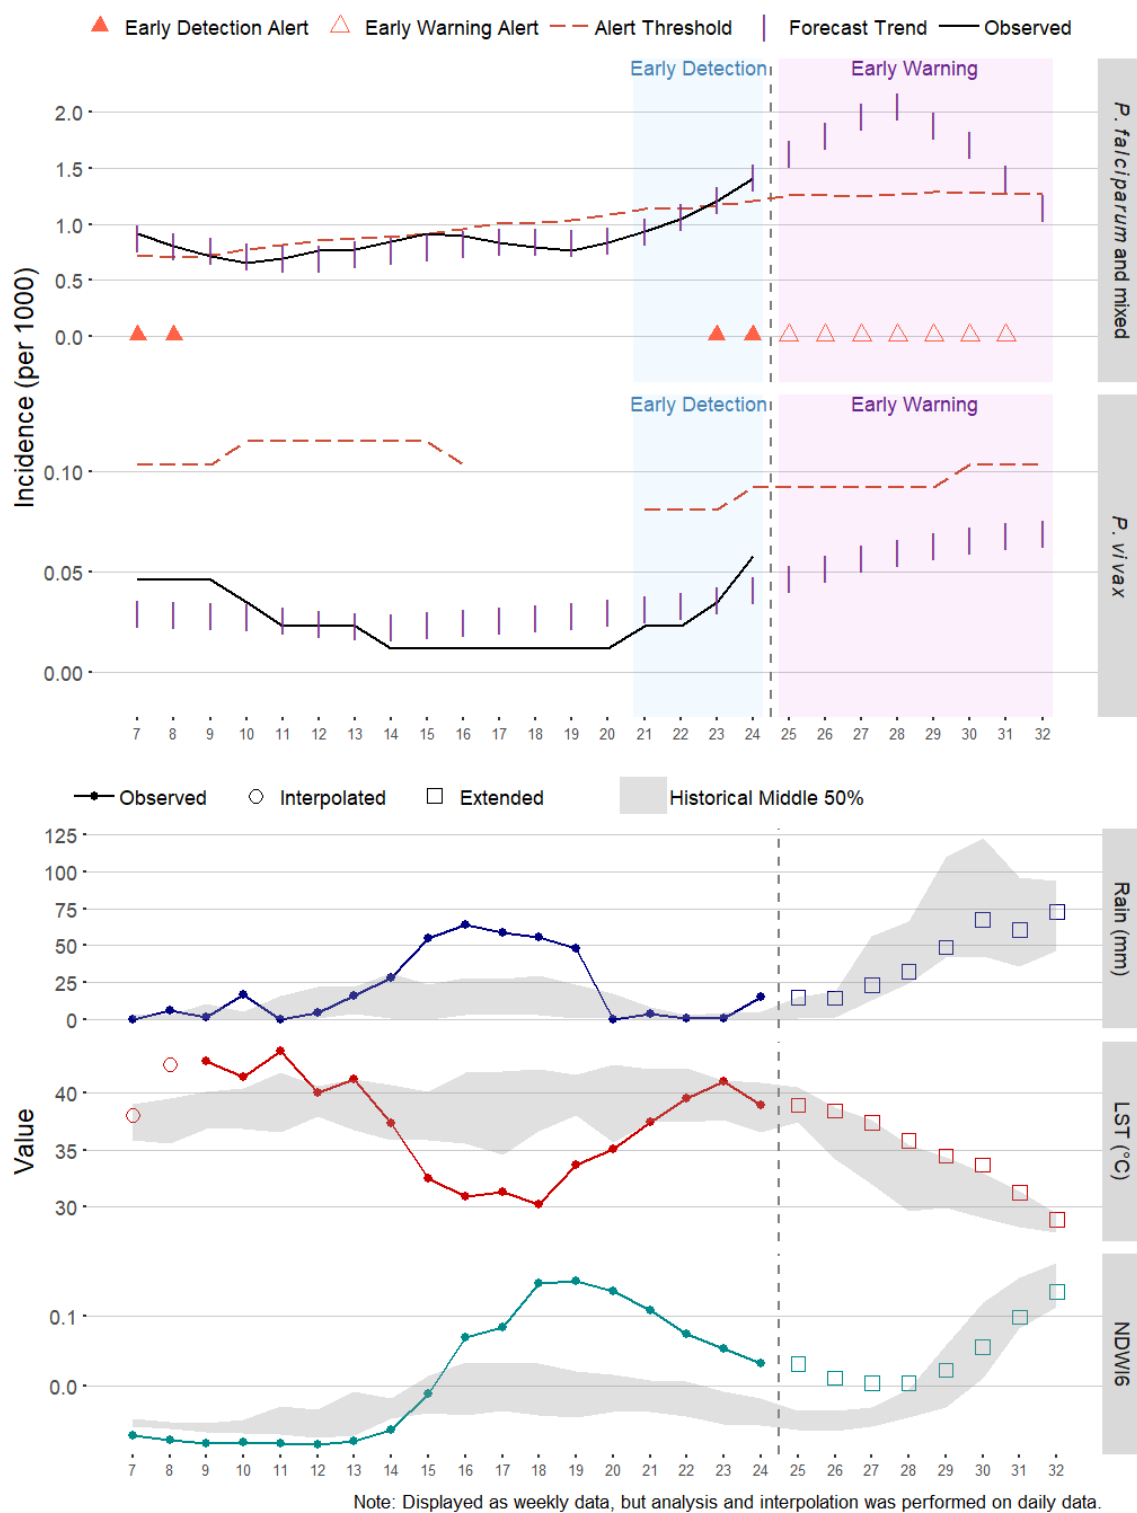 Early Detection Alert Early Warning Alert Alert Threshold Forecast Trend Observed
Early Detection Early Warning
2.0
1.5
1.0
0.5
0.0
P. falciparum and mixed
Incidence (per 1000)
Early Detection Early Warning
0.10
0.05
0.00
P. vivax
7 8 9 10 11 12 13 14 15 16 17 18 19 20 21 22 23 24 25 26 27 28 29 30 31 32
Observed Interpolated Extended Historical Middle 50%
125
100
75
50
25
0
Rain (mm)
Value
40
35
30
LST (°C)
0.1
0.0
NDWI6
7 8 9 10 11 12 13 14 15 16 17 18 19 20 21 22 23 24 25 26 27 28 29 30 31 32
Note: Displayed as weekly data, but analysis and interpolation was performed on daily data.